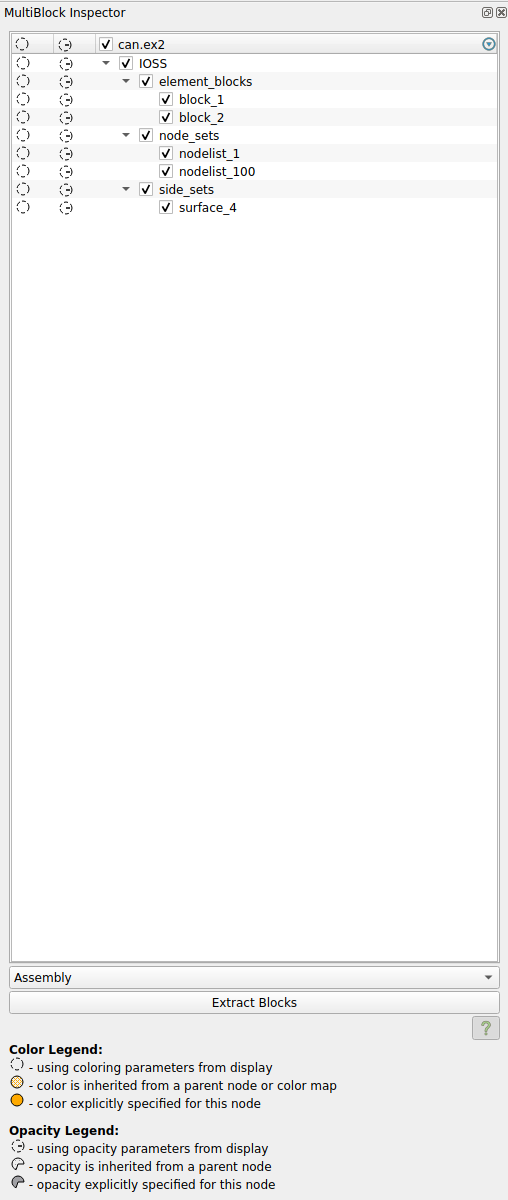 MultiBlock Inspector
can.ex2
IOSS
element_blocks
block_1
block_2
node_sets
nodelist_1
nodelist_100
side_sets
surface_4
Assembly
Extract Blocks
?
Color Legend:
- using coloring parameters from display
- color is inherited from a parent node or color map
- color explicitly specified for this node
Opacity Legend:
- using opacity parameters from display
- opacity is inherited from a parent node
- opacity explicitly specified for this node